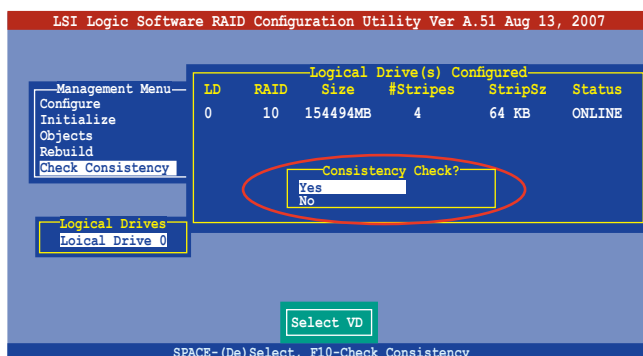 LSI Logic Software RAID Configuration Utility Ver A.51 Aug 13, 2007
Logical Drive(s) Configured
LD RAID Size #Stripes StripSz Status
0 10 154494MB 4 64 KB ONLINE
Management Menu
Configure
Initialize
Objects
Rebuild
Check Consistency
Consistency Check?
Yes
No
Logical Drives
Loical Drive 0
Select VD
SPACE-(De)Select, F10-Check Consistency